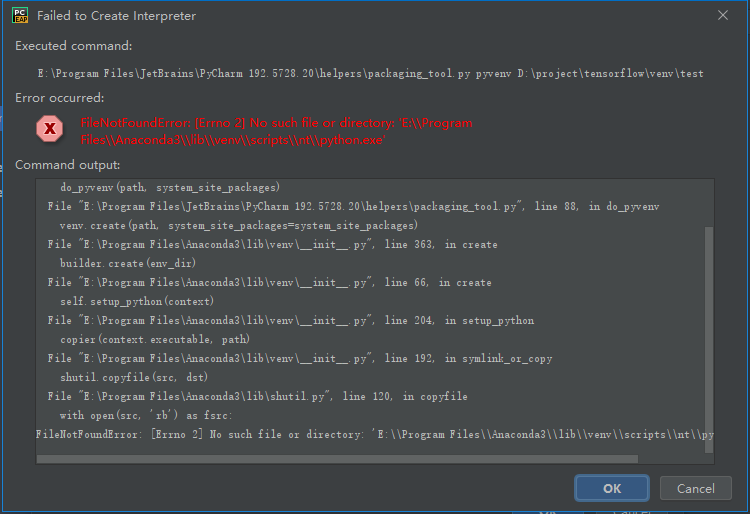 PC
EAP
Failed to Create Interpreter
Executed command:
E:\Program Files\JetBrains\PyCharm 192.5728.20\helpers\packaging_tool.py pyvenv D:\project\tensorflow\venv\test
Error occurred:
FileNotFoundError: [Errno 2] No such file or directory: 'E:\\Program
Files\\Anaconda3\\lib\\venv\\scripts\\nt\\python.exe'
Command output:
do_pyvenv(path, system_site_packages)
File "E:\Program Files\JetBrains\PyCharm 192.5728.20\helpers\packaging_tool.py", line 88, in do_pyvenv
venv.create(path, system_site_packages=system_site_packages)
File "E:\Program Files\Anaconda3\lib\venv\__init__.py", line 363, in create
builder.create(env_dir)
File "E:\Program Files\Anaconda3\lib\venv\__init__.py", line 66, in create
self.setup_python(context)
File "E:\Program Files\Anaconda3\lib\venv\__init__.py", line 204, in setup_python
copier(context.executable, path)
File "E:\Program Files\Anaconda3\lib\venv\__init__.py", line 192, in symlink_or_copy
shutil.copyfile(src, dst)
File "E:\Program Files\Anaconda3\lib\shutil.py", line 120, in copyfile
with open(src, 'rb') as fsrc:
FileNotFoundError: [Errno 2] No such file or directory: 'E:\\Program Files\\Anaconda3\\lib\\venv\\scripts\\nt\\py
OK
Cancel